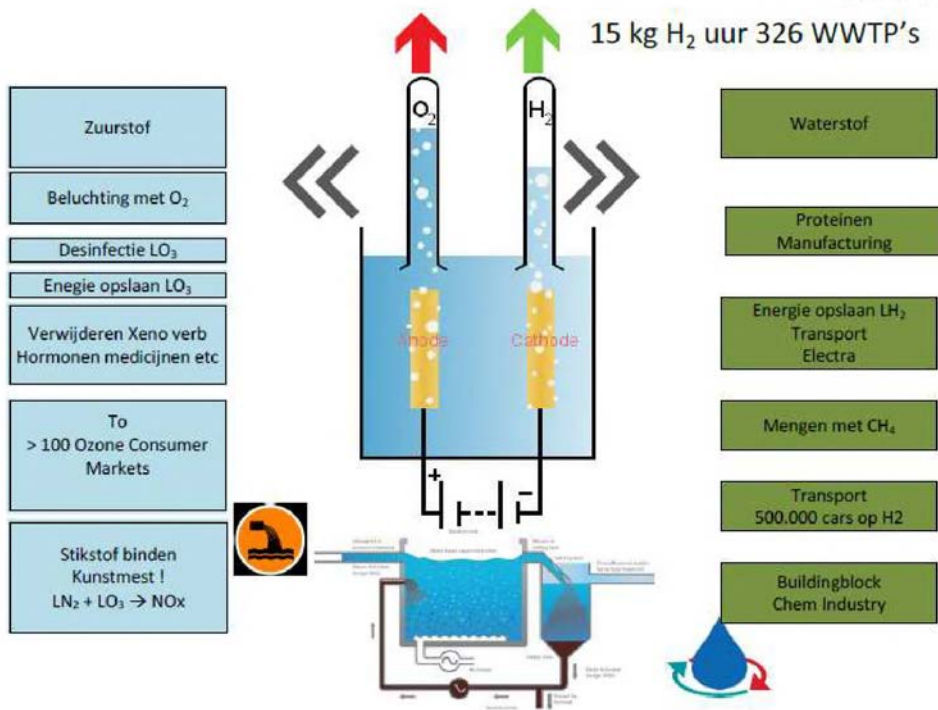 15 kg H₂ uur 326 WWTP's
Zuurstof
Beluchting met O₂
Desinfectie LO₃
Enegie opslaan LO₃
Verwijderen Xeno verb
Hormonen medicijnen etc
To
> 100 Ozone Consumer
Markets
Stikstof binden
Kunstmest !
LN₂ + LO₃ → NOx
O₂
H₂
Anode
Cathode
+
−
Waterstof
Proteinen
Manufacturing
Energie opslaan LH₂
Transport
Electra
Mengen met CH₄
Transport
500.000 cars op H2
Buildingblock
Chem Industry